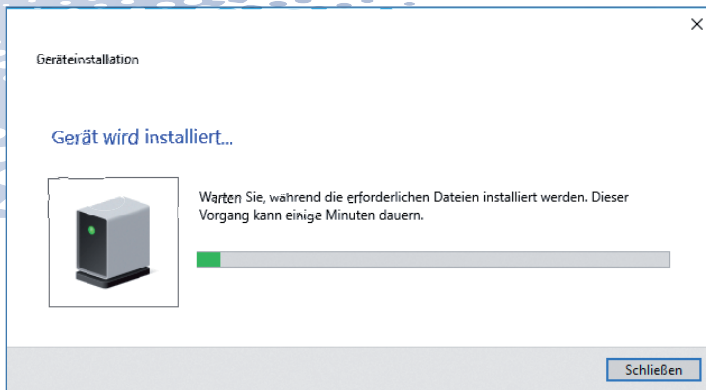 Geräteinstallation
Gerät wird installiert...
Warten Sie, während die erforderlichen Dateien installiert werden. Dieser
Vorgang kann einige Minuten dauern.
Schließen